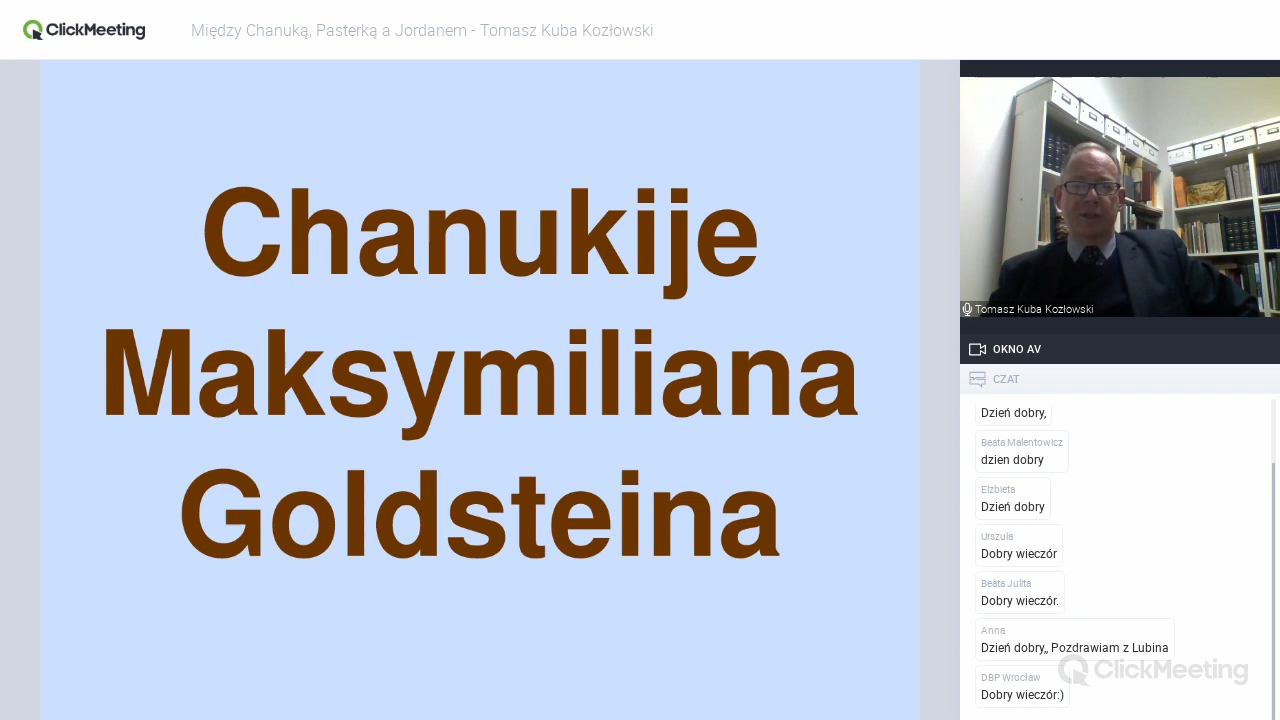 ClickMeeting
Między Chanuką, Pasterką a Jordanem - Tomasz Kuba Kozłowski
Chanukije
Maksymiliana
Goldsteina
Tomasz Kuba Kozłowski
OKNO AV
CZAT
Dzień dobry,
Beata Malentowicz
dzien dobry
Elzbieta
Dzień dobry
Urszula
Dobry wieczór
Beata Julita
Dobry wieczór.
Anna
Dzień dobry,, Pozdrawiam z Lubina
ClickMeeting
DBP Wrocław
Dobry wieczór:)